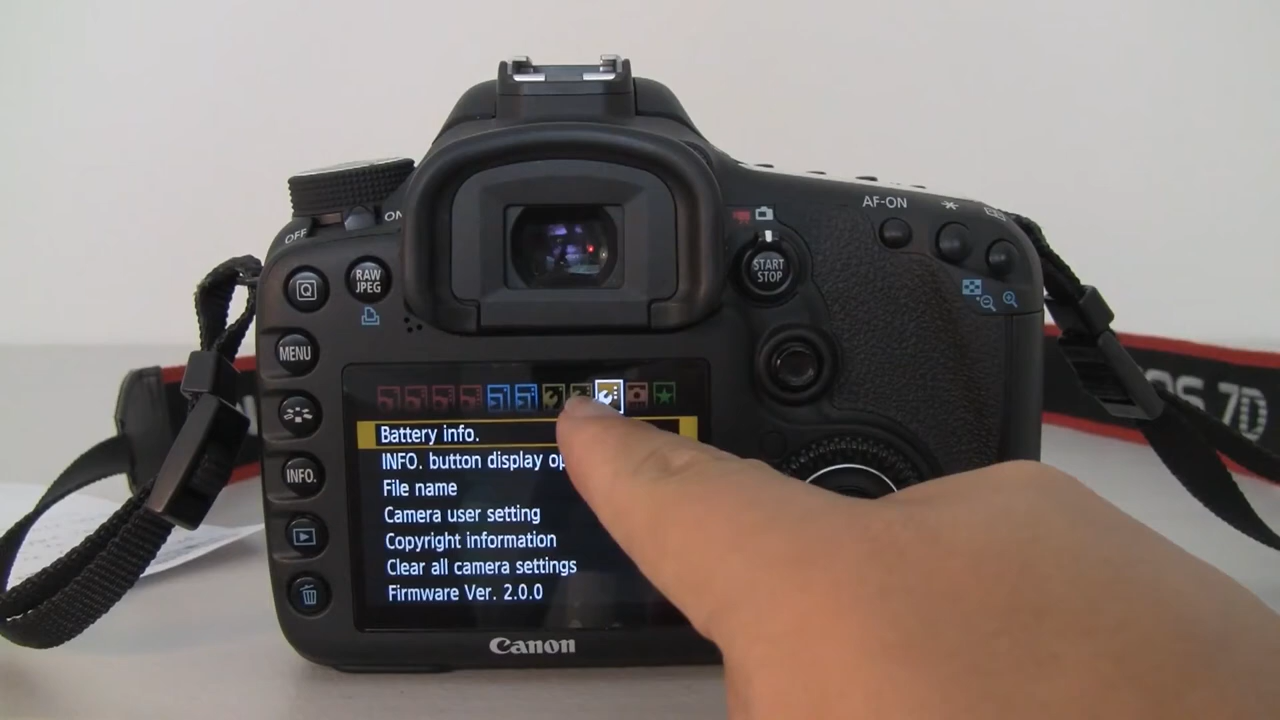 AF-ON
ON
OFF
RAW
JPEG
START
STOP
Q
MENU
INFO.
Battery info.
INFO. button display op
File name
Camera user setting
Copyright information
Clear all camera settings
Firmware Ver. 2.0.0
Canon
OS 7D